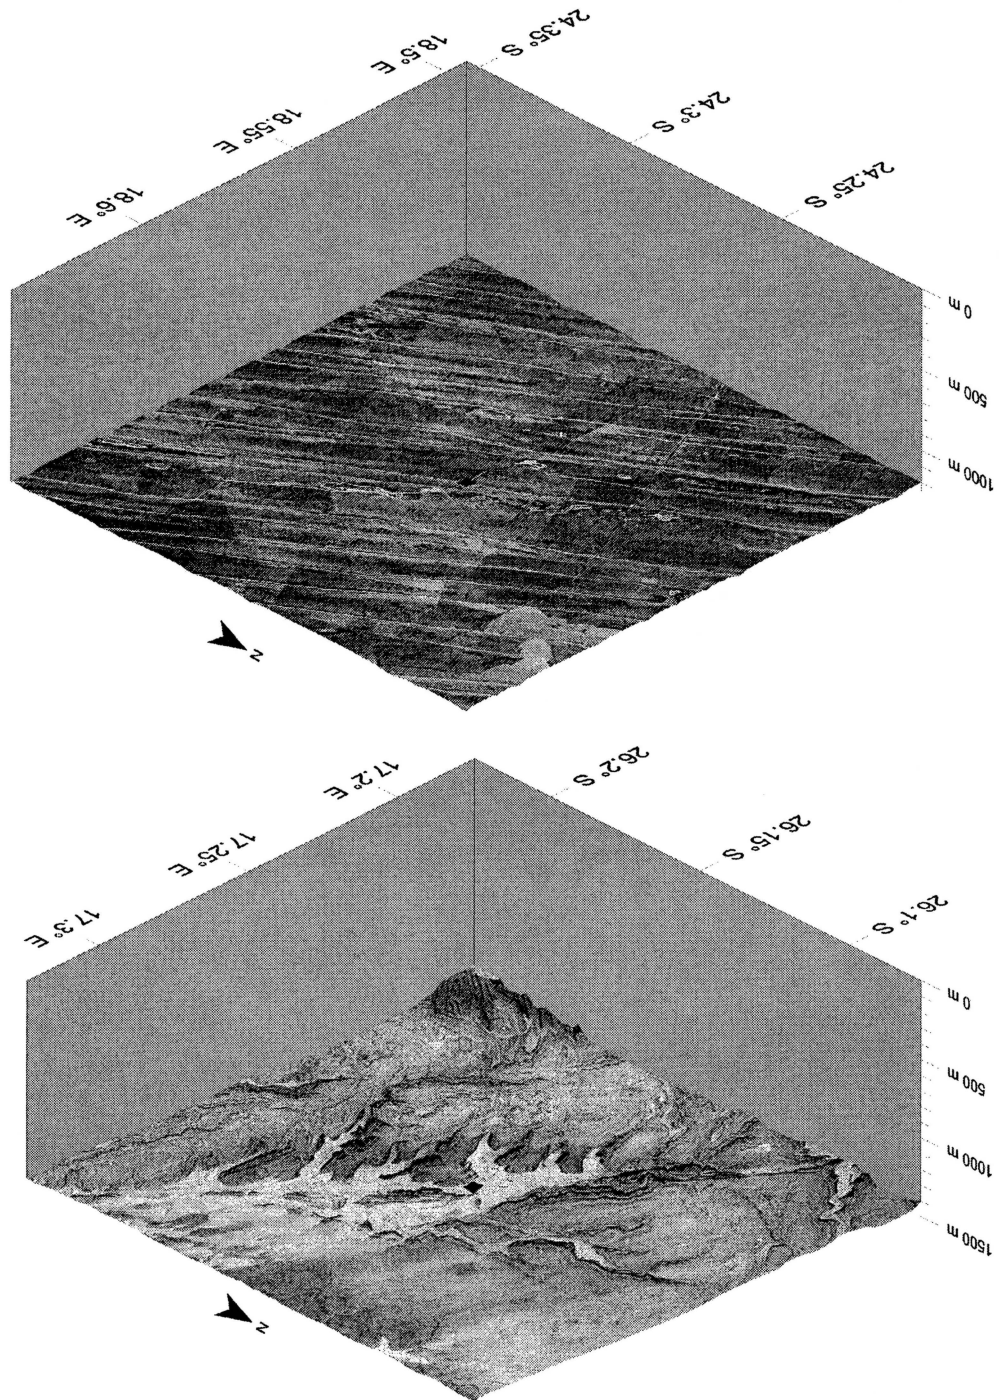 18.5° E
18.55° E
18.6° E
24.35° S
24.3° S
24.25° S
0 m
500 m
1000 m
N
17.2° E
17.25° E
17.3° E
26.2° S
26.15° S
26.1° S
0 m
500 m
1000 m
1500 m
N